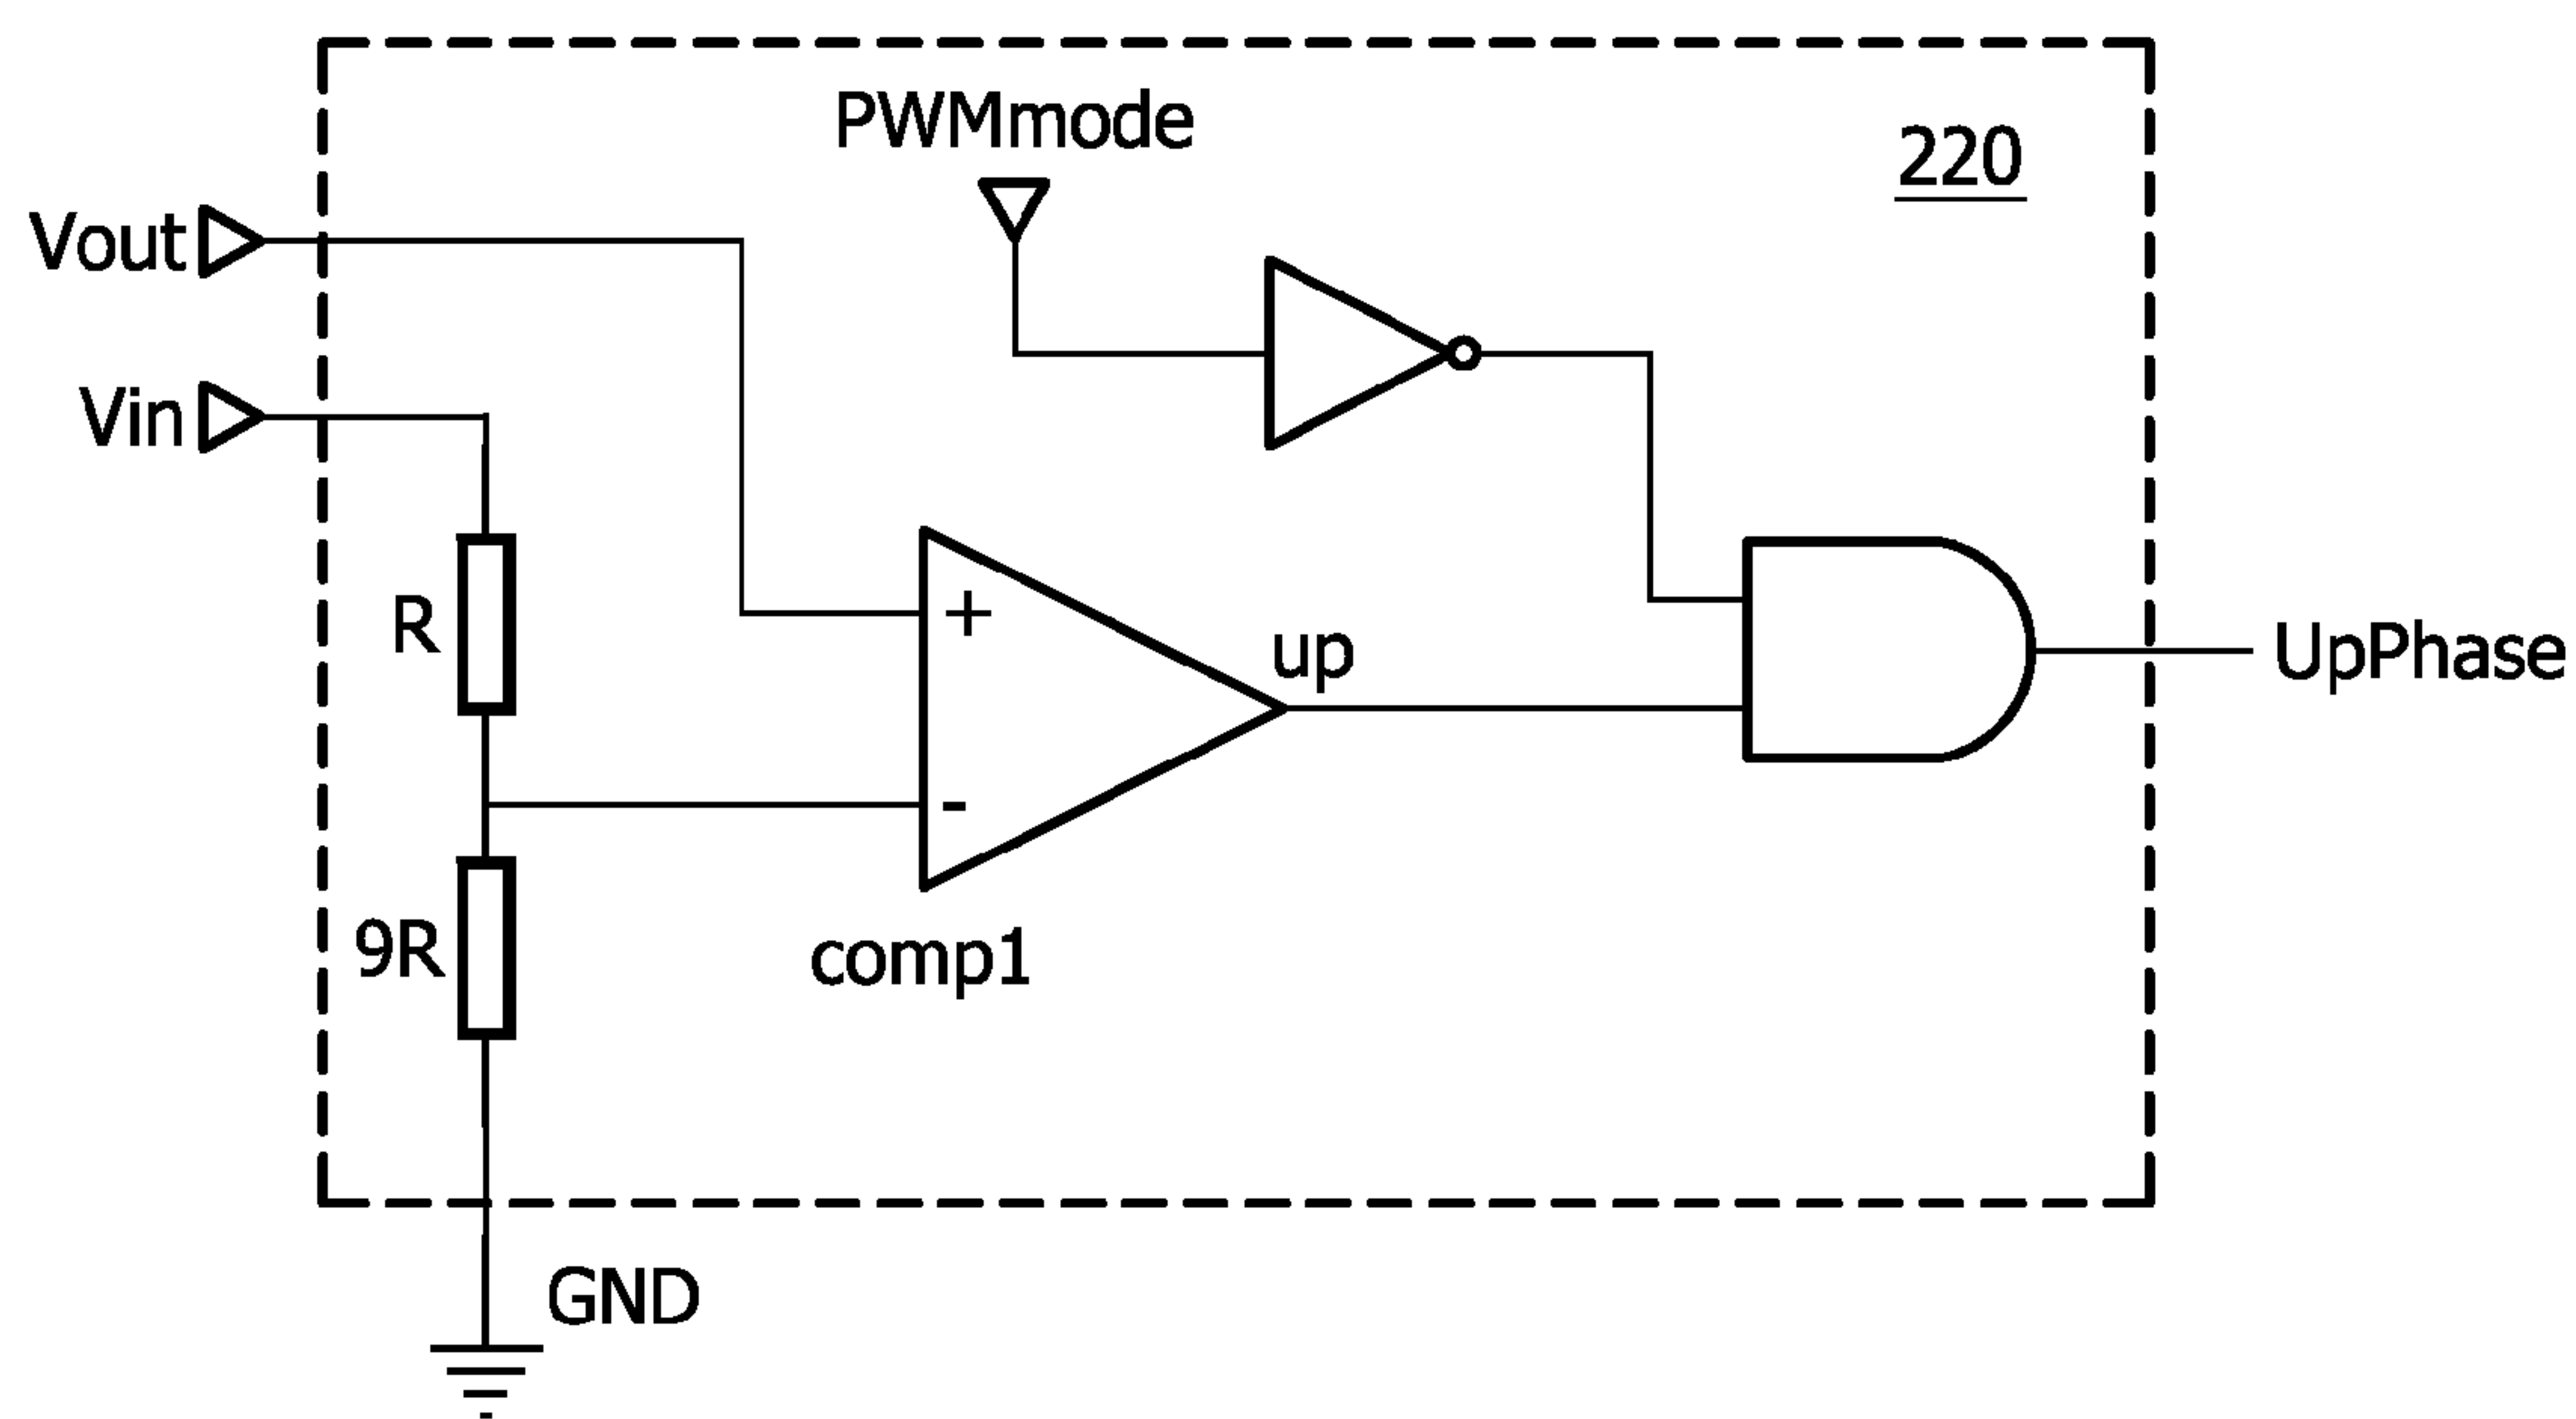 PWMmode
220
Vout
Vin
R
+
up
UpPhase
-
9R
comp1
GND